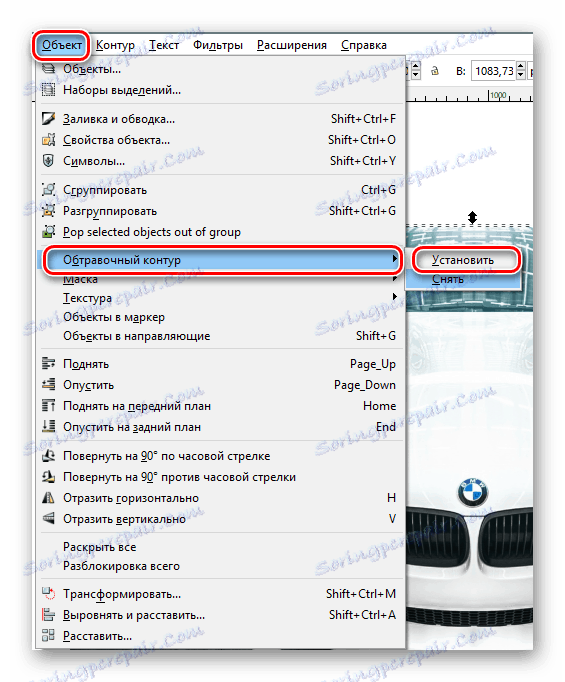 Объект Контур Текст Фильтры Расширения Справка
Объекты...
Наборы выделений...
В: 1083,73
1000
Заливка и обводка... Shift+Ctrl+F
Свойства объекта... Shift+Ctrl+O
Символы... Shift+Ctrl+Y
Сгруппировать Ctrl+G
Разгруппировать Shift+Ctrl+G
Pop selected objects out of group
Обтравочный контур Установить
Маска Снять
Текстура
Объекты в маркер
Объекты в направляющие Shift+G
Поднять Page_Up
Опустить Page_Down
Поднять на передний план Home
Опустить на задний план End
Повернуть на 90° по часовой стрелке
Повернуть на 90° против часовой стрелки
Отразить горизонтально H
Отразить вертикально V
Раскрыть все
Разблокировка всего
Трансформировать... Shift+Ctrl+M
Выровнять и расставить... Shift+Ctrl+A
Расставить...
BMW
Soringpcrepair.com